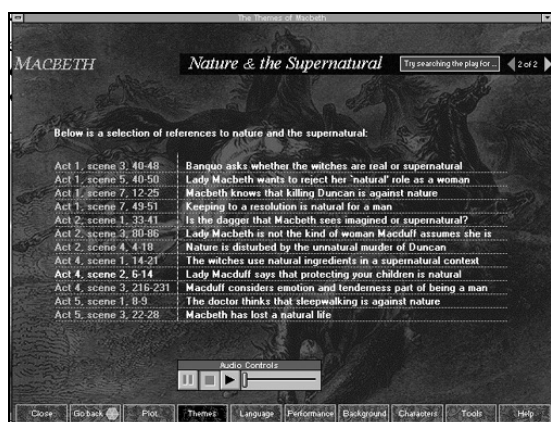 The Themes of Macbeth
MACBETH
Nature & the Supernatural
Try searching the play for ...
2 of 2
Below is a selection of references to nature and the supernatural:
Act 1, scene 3, 40-48 Banquo asks whether the witches are real or supernatural
Act 1, scene 5, 40-50 Lady Macbeth wants to reject her 'natural' role as a woman
Act 1, scene 7, 12-25 Macbeth knows that killing Duncan is against nature
Act 1, scene 7, 49-51 Keeping to a resolution is natural for a man
Act 2, scene 1, 33-41 Is the dagger that Macbeth sees imagined or supernatural?
Act 2, scene 3, 80-86 Lady Macbeth is not the kind of woman Macduff assumes she is
Act 2, scene 4, 4-18 Nature is disturbed by the unnatural murder of Duncan
Act 4, scene 1, 14-21 The witches use natural ingredients in a supernatural context
Act 4, scene 2, 6-14 Lady Macduff says that protecting your children is natural
Act 4, scene 3, 216-231 Macduff considers emotion and tenderness part of being a man
Act 5, scene 1, 8-9 The doctor thinks that sleepwalking is against nature
Act 5, scene 3, 22-28 Macbeth has lost a natural life
Audio Controls
Close Go back Plot Themes Language Performance Background Characters Tools Help